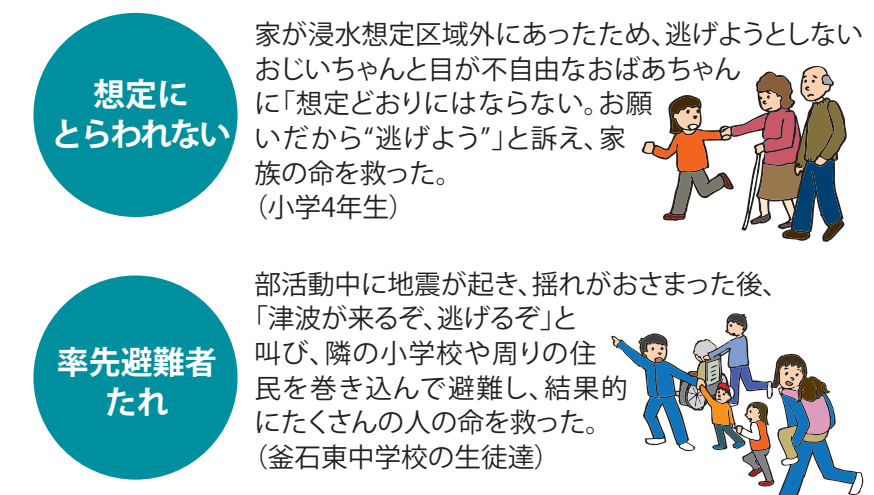 想定に
とらわれない
家が浸水想定区域外にあったため、逃げようとしない
おじいちゃんと目が不自由なおばあちゃん
に「想定どおりにはならない。お願
いだから“逃げよう”」と訴え、家
族の命を救った。
（小学4年生）
率先避難者
たれ
部活動中に地震が起き、揺れがおさまった後、
「津波が来るぞ、逃げるぞ」と
叫び、隣の小学校や周りの住
民を巻き込んで避難し、結果的
にたくさんの人の命を救った。
（釜石東中学校の生徒達）